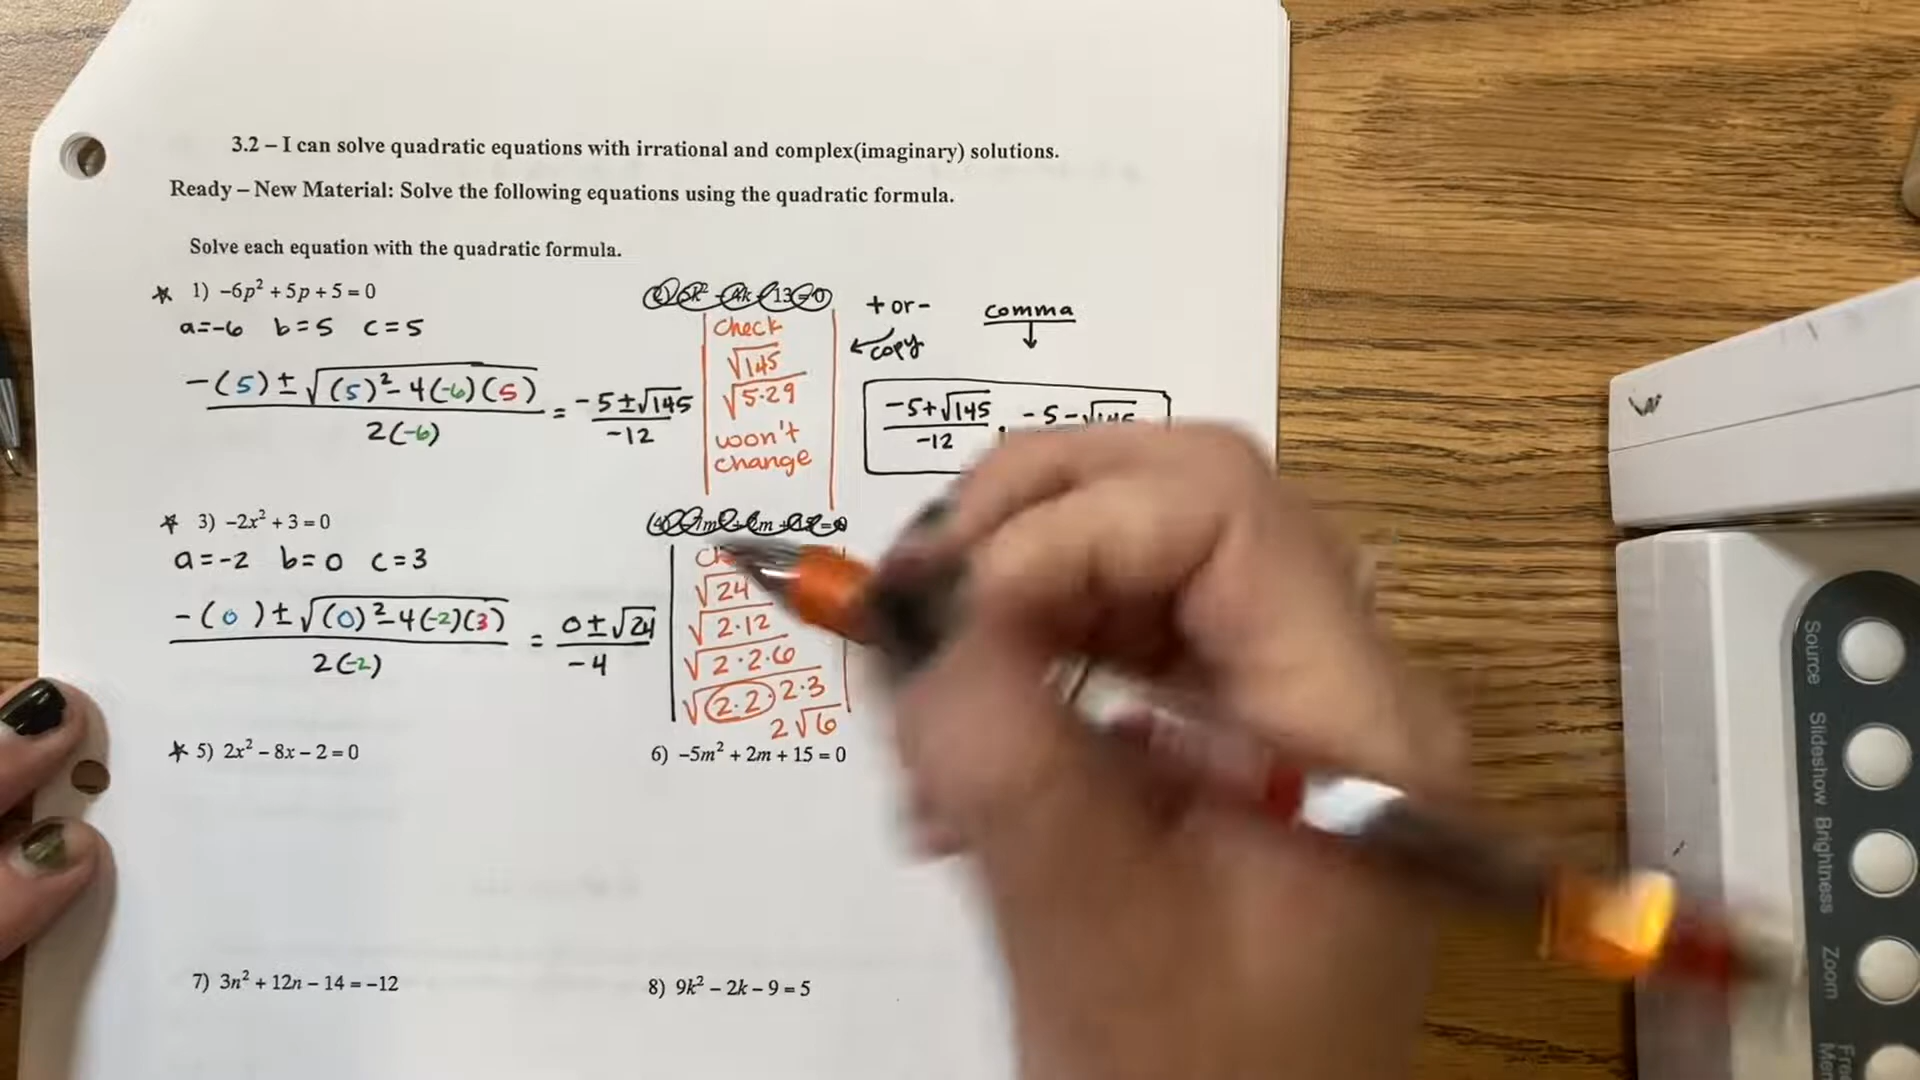 3.2 – I can solve quadratic equations with irrational and complex(imaginary) solutions.
Ready – New Material: Solve the following equations using the quadratic formula.
Solve each equation with the quadratic formula.
1) -6p² + 5p + 5 = 0
a=-6 b=5 c=5
-(5)±√(5)²-4(-6)(5)
2(-6)
= -5±√145
-12
check
√145
√5·29
won't
change
+ or -
copy
comma
-5+√145
-12
, -5-√145
3) -2x² + 3 = 0
a=-2 b=0 c=3
-(0)±√(0)²-4(-2)(3)
2(-2)
= 0±√24
-4
√24
√2·12
√2·2·6
√2·2·2·3
2√6
5) 2x² – 8x – 2 = 0
6) -5m² + 2m + 15 = 0
7) 3n² + 12n – 14 = -12
8) 9k² – 2k – 9 = 5
Source
Slideshow
Brightness
Zoom